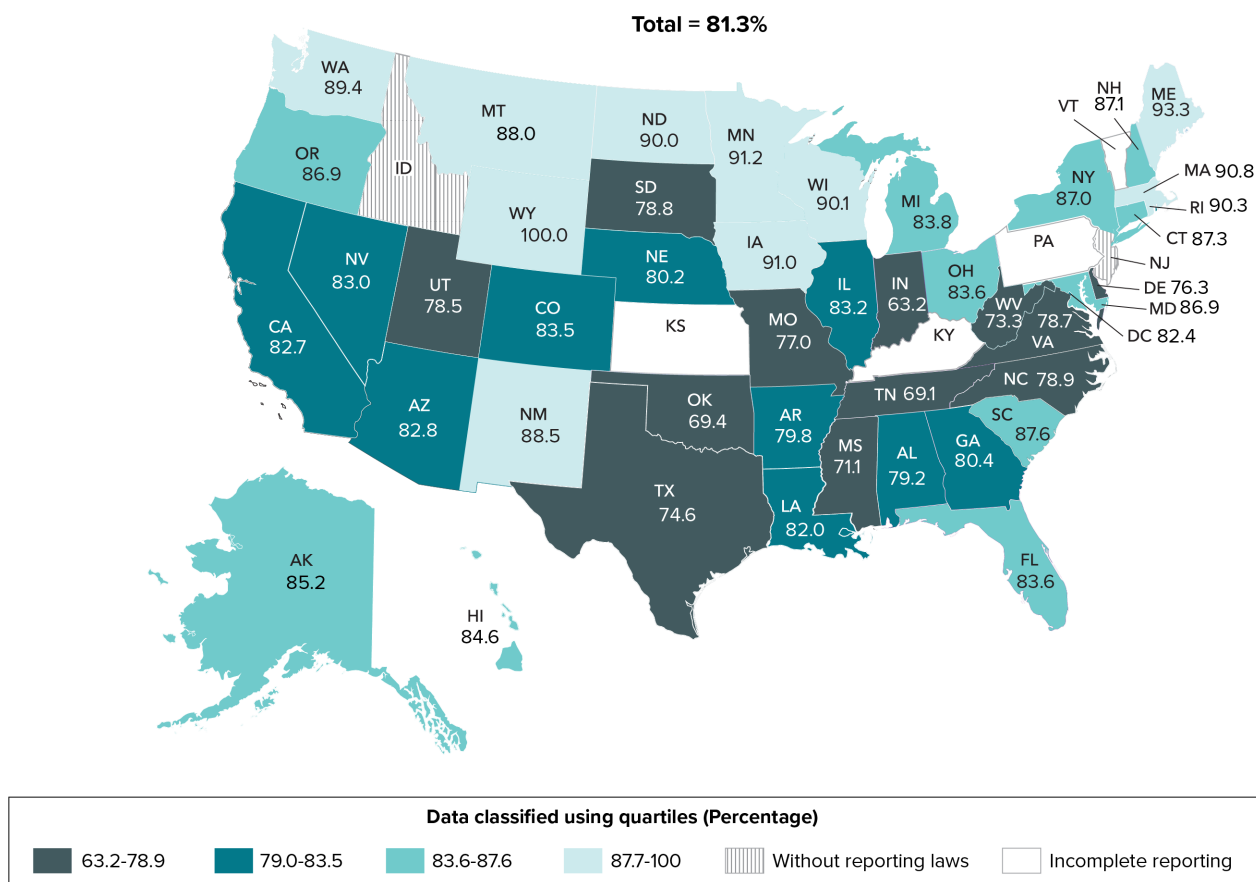 Total = 81.3%
WA
89.4
MT
88.0
ND
90.0
MN
91.2
OR
86.9
ID
SD
78.8
WI
90.1
MI
83.8
NY
87.0
VT
NH
87.1
ME
93.3
MA 90.8
RI 90.3
CT 87.3
WY
100.0
NV
83.0
UT
78.5
CO
83.5
NE
80.2
IA
91.0
IL
83.2
IN
63.2
OH
83.6
PA
NJ
DE 76.3
MD 86.9
DC 82.4
CA
82.7
KS
MO
77.0
KY
WV
73.3
78.7
VA
AZ
82.8
NM
88.5
OK
69.4
AR
79.8
TN 69.1
NC 78.9
SC
87.6
TX
74.6
LA
82.0
MS
71.1
AL
79.2
GA
80.4
FL
83.6
AK
85.2
HI
84.6
Data classified using quartiles (Percentage)
63.2-78.9
79.0-83.5
83.6-87.6
87.7-100
Without reporting laws
Incomplete reporting